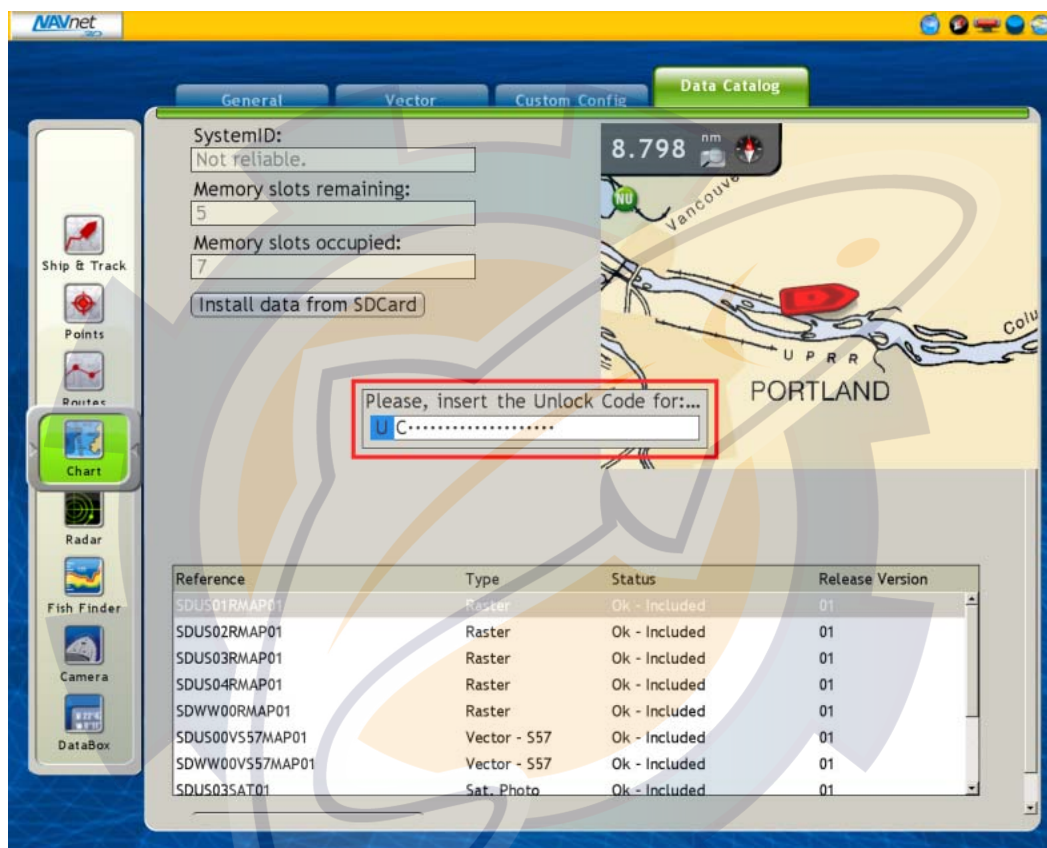 NAVnet
3D
General Vector Custom Config Data Catalog
SystemID:
Not reliable.
Memory slots remaining:
5
Memory slots occupied:
7
Install data from SDCard
8.798 nm
NU
Vancouve
Colu
U P R R
PORTLAND
Please, insert the Unlock Code for:...
U C····················
Ship & Track
Points
Routes
Chart
Radar
Fish Finder
Camera
DataBox
Reference Type Status Release Version
SDUS01RMAP01 Raster Ok - Included 01
SDUS02RMAP01 Raster Ok - Included 01
SDUS03RMAP01 Raster Ok - Included 01
SDUS04RMAP01 Raster Ok - Included 01
SDWW00RMAP01 Raster Ok - Included 01
SDUS00VS57MAP01 Vector - S57 Ok - Included 01
SDWW00VS57MAP01 Vector - S57 Ok - Included 01
SDUS03SAT01 Sat. Photo Ok - Included 01